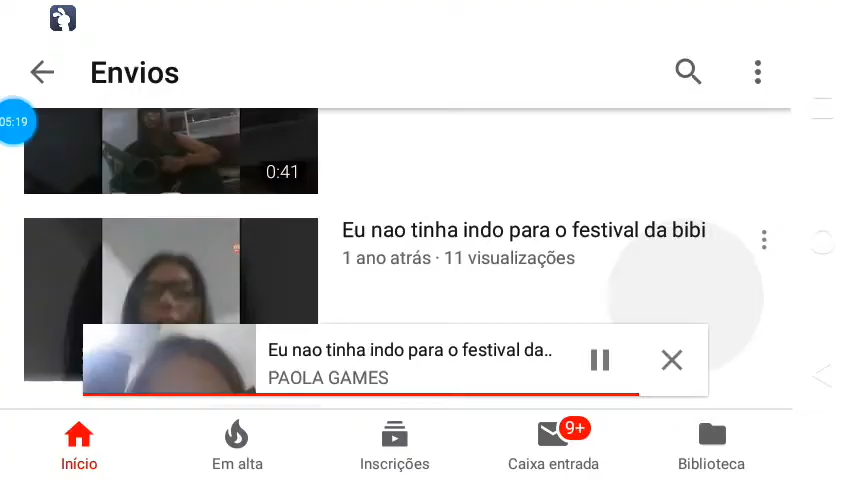 Envios
05:19
0:41
Eu nao tinha indo para o festival da bibi
1 ano atrás · 11 visualizações
Eu nao tinha indo para o festival da..
PAOLA GAMES
9+
Início
Em alta
Inscrições
Caixa entrada
Biblioteca